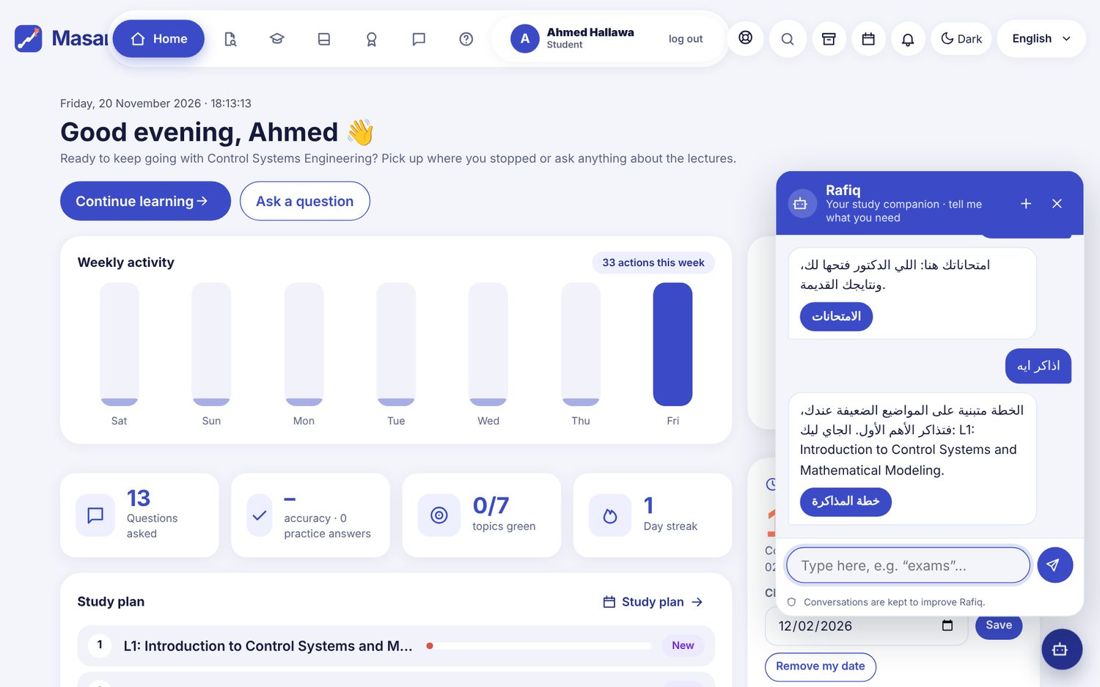 Home
Ahmed Hallawa
Student
log out
Dark
English
Friday, 20 November 2026 · 18:13:13
Good evening, Ahmed 👋
Ready to keep going with Control Systems Engineering? Pick up where you stopped or ask anything about the lectures.
Continue learning →
Ask a question
Weekly activity
33 actions this week
Sat Sun Mon Tue Wed Thu Fri
13
Questions
asked
–
accuracy · 0
practice answers
0/7
topics green
1
Day streak
Study plan
Study plan →
1 L1: Introduction to Control Systems and M... New
Rafiq
Your study companion · tell me
what you need
امتحاناتك هنا: اللي الدكتور فتحها لك،
ونتايجك القديمة.
الامتحانات
اذاكر ايه
الخطة متبنية على المواضيع الضعيفة عندك،
فتذاكر الأهم الأول. الجاي ليك: L1:
Introduction to Control Systems and
Mathematical Modeling.
خطة المذاكرة
Type here, e.g. “exams”...
Conversations are kept to improve Rafiq.
12/02/2026
Save
Remove my date